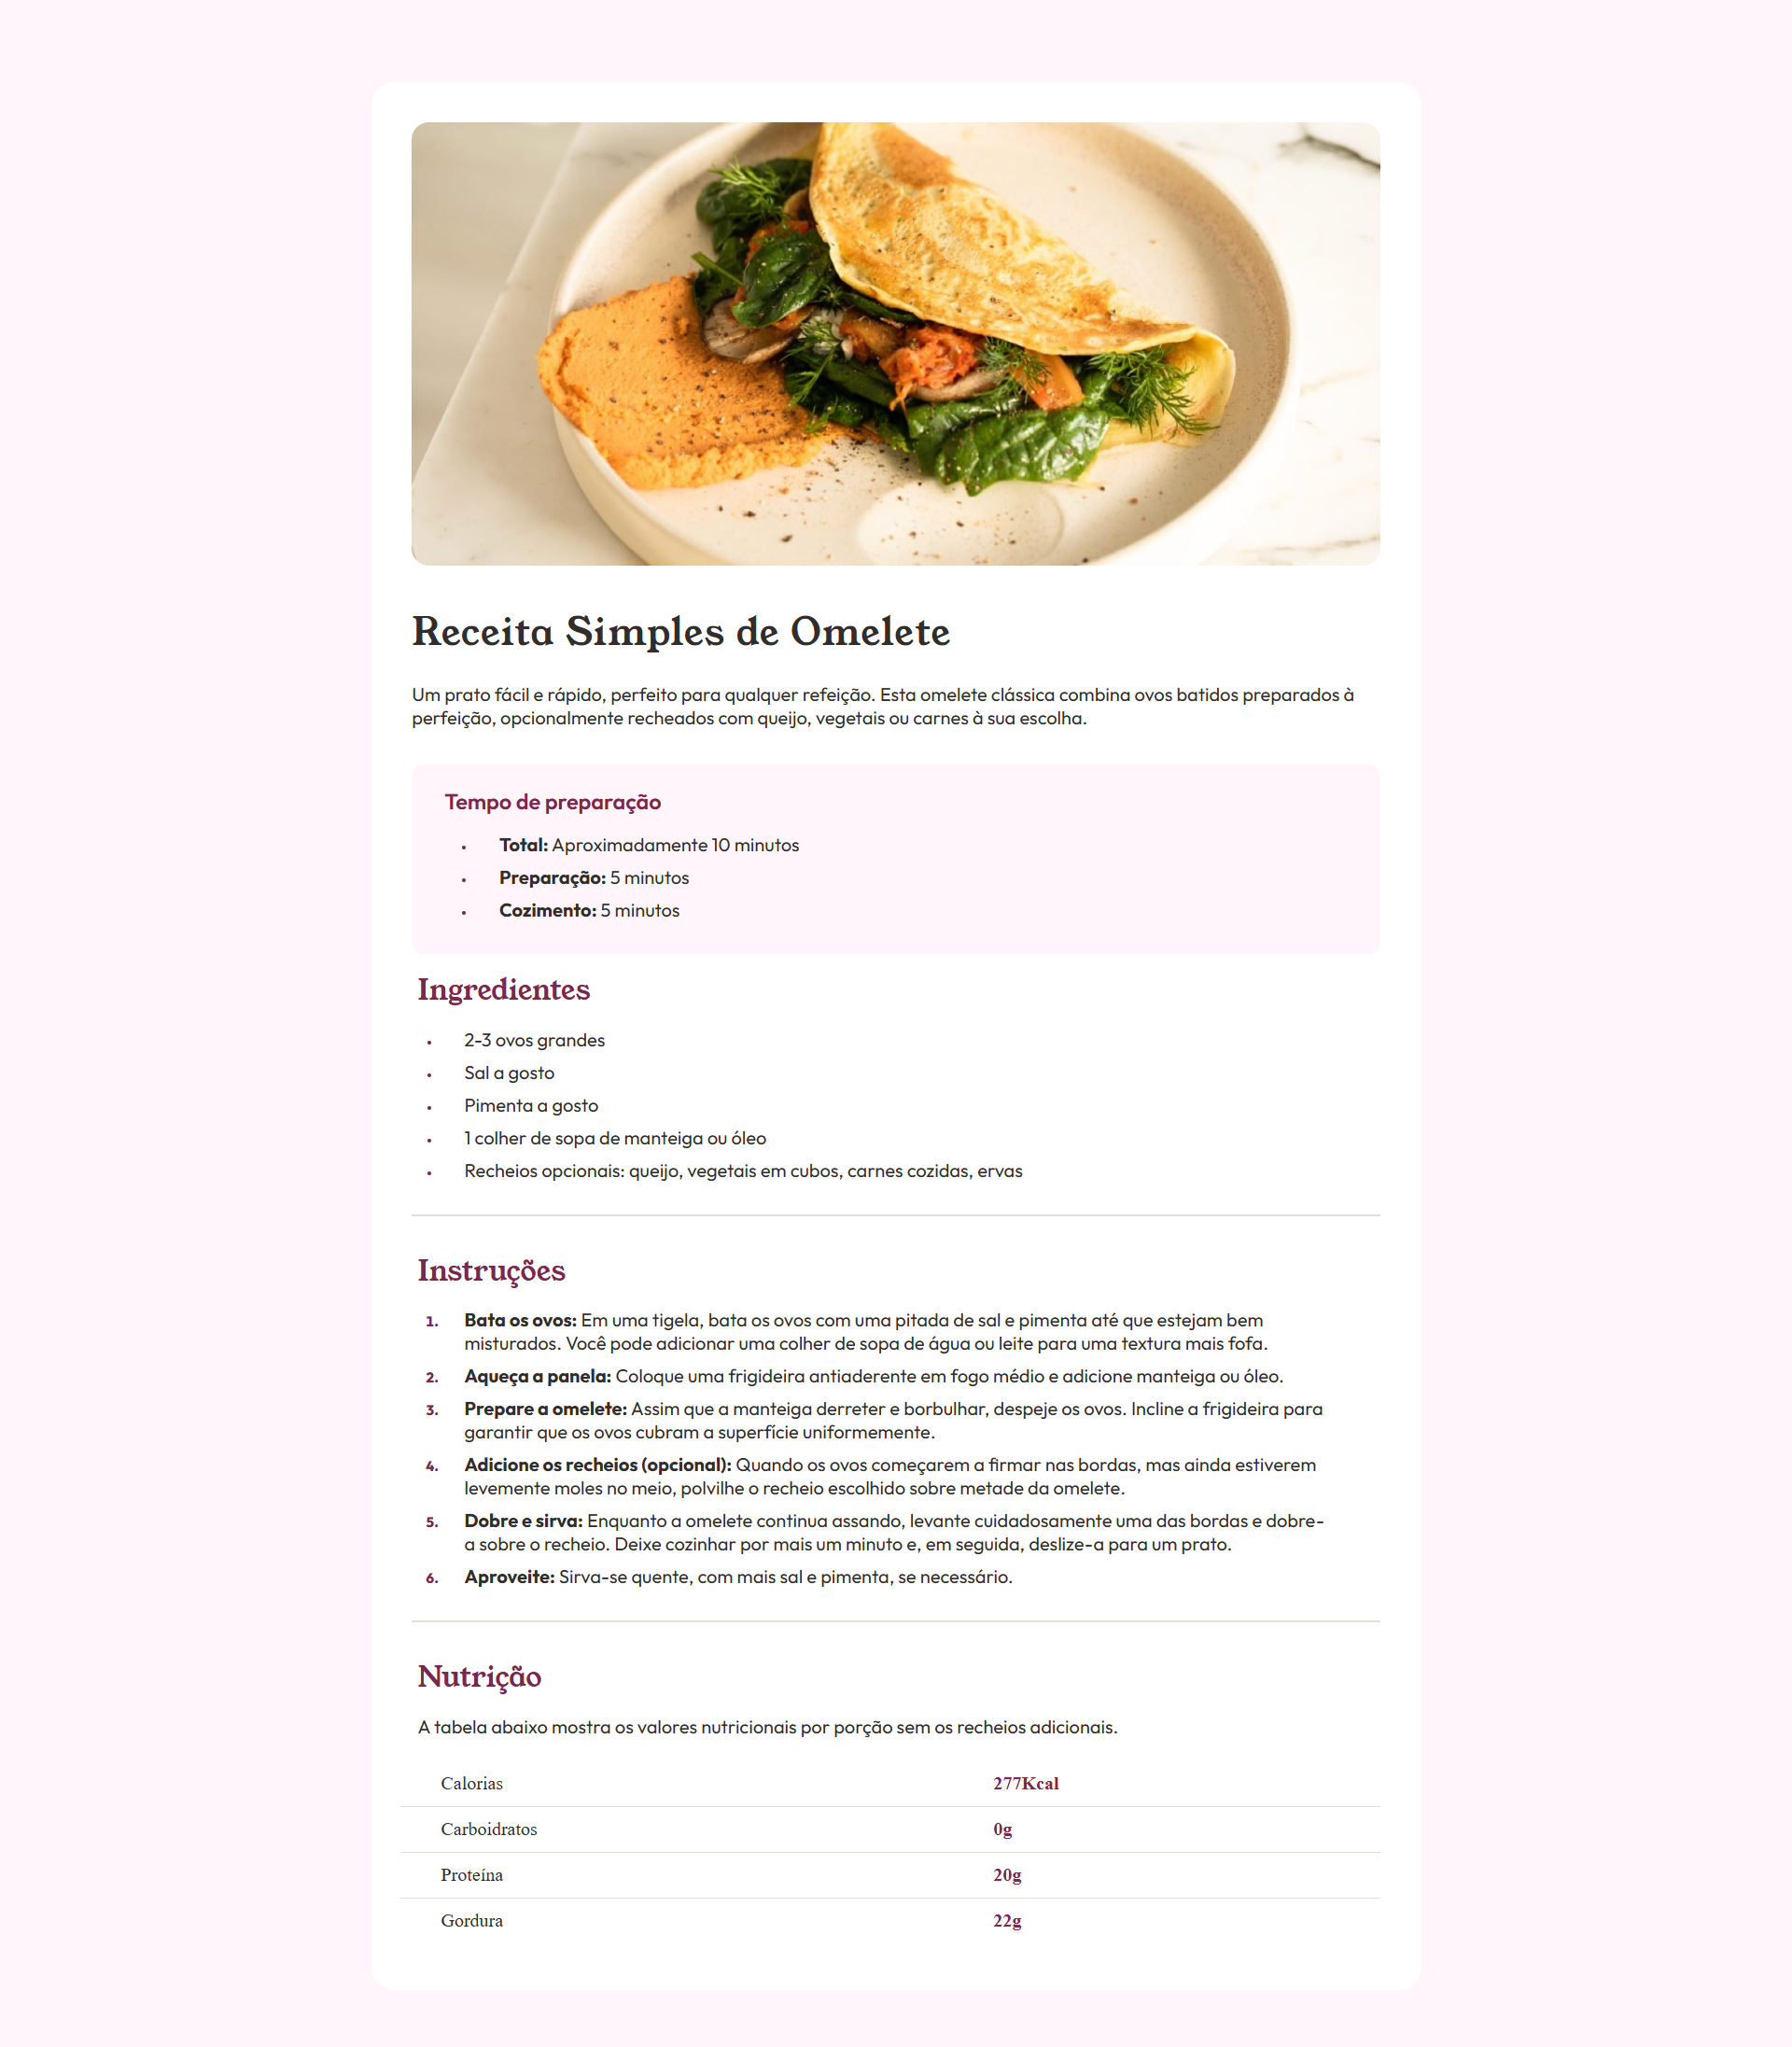 Receita Simples de Omelete
Um prato fácil e rápido, perfeito para qualquer refeição. Esta omelete clássica combina ovos batidos preparados à
perfeição, opcionalmente recheados com queijo, vegetais ou carnes à sua escolha.
Tempo de preparação
• Total: Aproximadamente 10 minutos
• Preparação: 5 minutos
• Cozimento: 5 minutos
Ingredientes
• 2-3 ovos grandes
• Sal a gosto
• Pimenta a gosto
• 1 colher de sopa de manteiga ou óleo
• Recheios opcionais: queijo, vegetais em cubos, carnes cozidas, ervas
Instruções
1. Bata os ovos: Em uma tigela, bata os ovos com uma pitada de sal e pimenta até que estejam bem
misturados. Você pode adicionar uma colher de sopa de água ou leite para uma textura mais fofa.
2. Aqueça a panela: Coloque uma frigideira antiaderente em fogo médio e adicione manteiga ou óleo.
3. Prepare a omelete: Assim que a manteiga derreter e borbulhar, despeje os ovos. Incline a frigideira para
garantir que os ovos cubram a superfície uniformemente.
4. Adicione os recheios (opcional): Quando os ovos começarem a firmar nas bordas, mas ainda estiverem
levemente moles no meio, polvilhe o recheio escolhido sobre metade da omelete.
5. Dobre e sirva: Enquanto a omelete continua assando, levante cuidadosamente uma das bordas e dobre-
a sobre o recheio. Deixe cozinhar por mais um minuto e, em seguida, deslize-a para um prato.
6. Aproveite: Sirva-se quente, com mais sal e pimenta, se necessário.
Nutrição
A tabela abaixo mostra os valores nutricionais por porção sem os recheios adicionais.
Calorias 277Kcal
Carboidratos 0g
Proteína 20g
Gordura 22g